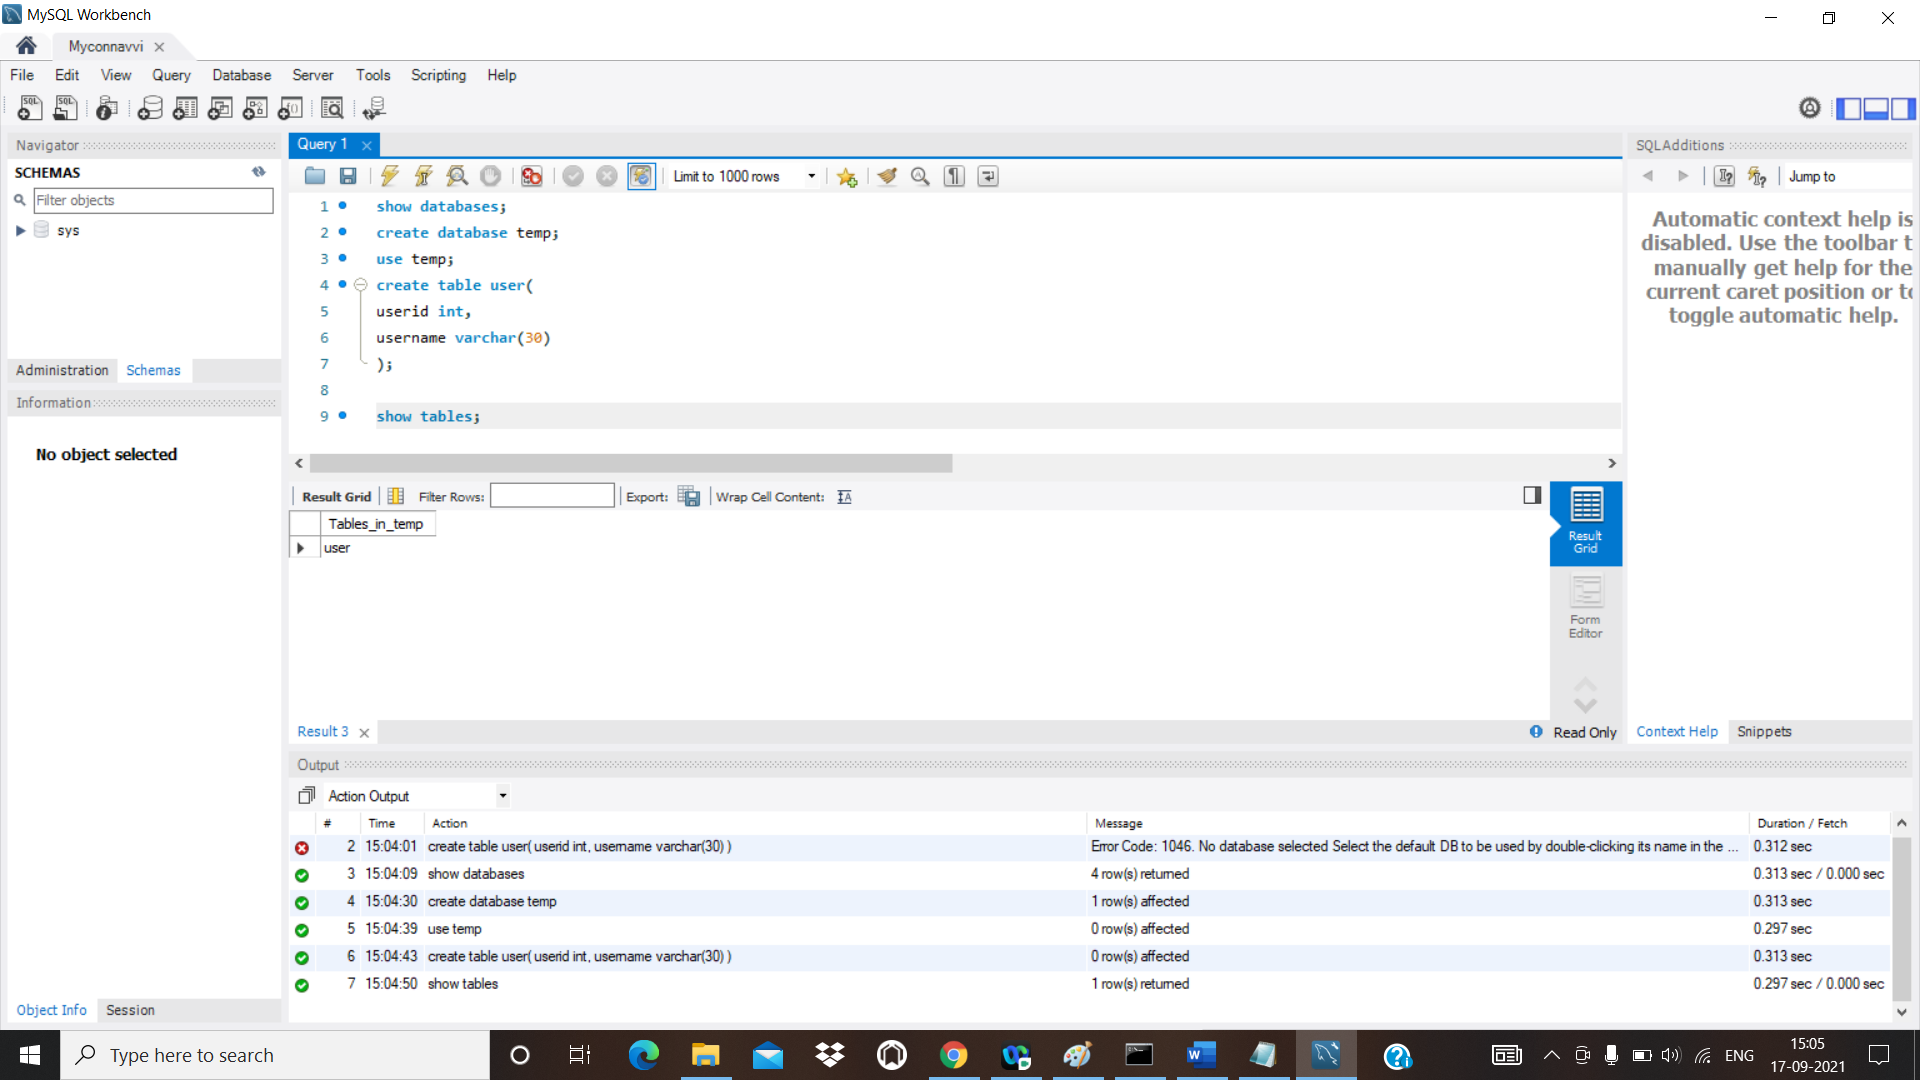 MySQL Workbench
Myconnavvi
File Edit View Query Database Server Tools Scripting Help
Navigator
SCHEMAS
Filter objects
sys
Administration Schemas
Information
No object selected
Object Info Session
Query 1
Limit to 1000 rows
1 show databases;
2 create database temp;
3 use temp;
4 create table user(
5 userid int,
6 username varchar(30)
7 );
8
9 show tables;
Result Grid Filter Rows: Export: Wrap Cell Content:
Tables_in_temp
user
Result
Grid
Form
Editor
Result 3
Read Only
SQLAdditions
Jump to
Automatic context help is
disabled. Use the toolbar t
manually get help for the
current caret position or to
toggle automatic help.
Context Help Snippets
Output
Action Output
# Time Action Message Duration / Fetch
2 15:04:01 create table user( userid int, username varchar(30) ) Error Code: 1046. No database selected Select the default DB to be used by double-clicking its name in the ... 0.312 sec
3 15:04:09 show databases 4 row(s) returned 0.313 sec / 0.000 sec
4 15:04:30 create database temp 1 row(s) affected 0.313 sec
5 15:04:39 use temp 0 row(s) affected 0.297 sec
6 15:04:43 create table user( userid int, username varchar(30) ) 0 row(s) affected 0.313 sec
7 15:04:50 show tables 1 row(s) returned 0.297 sec / 0.000 sec
Type here to search
ENG
15:05
17-09-2021